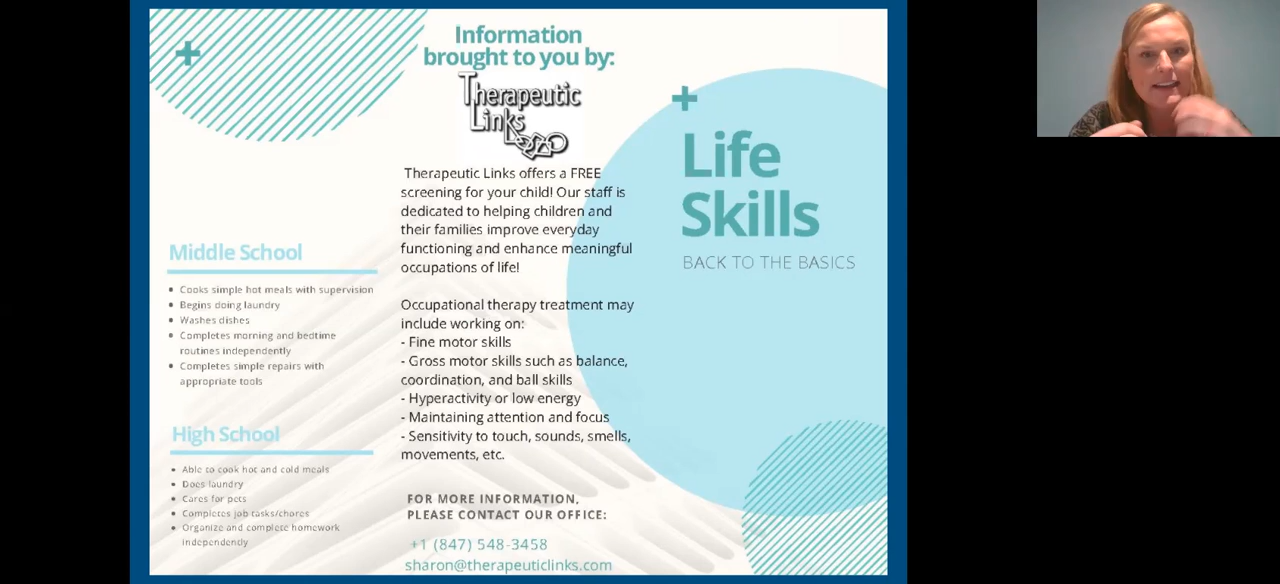 Middle School
• Cooks simple hot meals with supervision
• Begins doing laundry
• Washes dishes
• Completes morning and bedtime
routines independently
• Completes simple repairs with
appropriate tools
High School
• Able to cook hot and cold meals
• Does laundry
• Cares for pets
• Completes job tasks/chores
• Organize and complete homework
independently
Information
brought to you by:
Therapeutic
Links
Therapeutic Links offers a FREE
screening for your child! Our staff is
dedicated to helping children and
their families improve everyday
functioning and enhance meaningful
occupations of life!
Occupational therapy treatment may
include working on:
- Fine motor skills
- Gross motor skills such as balance,
coordination, and ball skills
- Hyperactivity or low energy
- Maintaining attention and focus
- Sensitivity to touch, sounds, smells,
movements, etc.
FOR MORE INFORMATION,
PLEASE CONTACT OUR OFFICE:
+1 (847) 548-3458
sharon@therapeuticlinks.com
Life
Skills
BACK TO THE BASICS